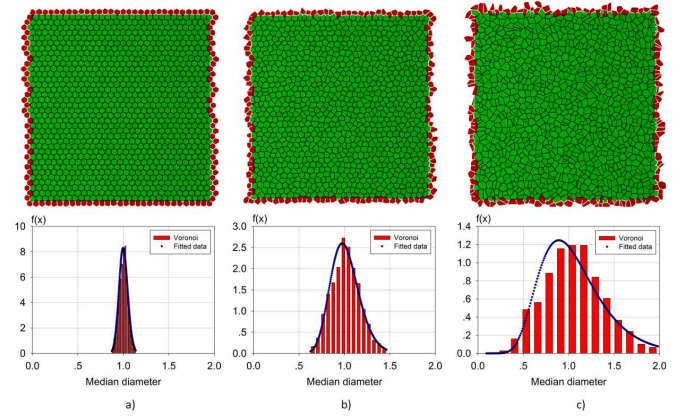 f(x)
10
8
6
4
2
0
0.0
.5
1.0
1.5
2.0
Voronoi
Fitted data
Median diameter
a)
f(x)
3.0
2.5
2.0
1.5
1.0
.5
0.0
0.0
.5
1.0
1.5
2.0
Voronoi
Fitted data
Median diameter
b)
f(x)
1.4
1.2
1.0
.8
.6
.4
.2
0.0
0.0
.5
1.0
1.5
2.0
Voronoi
Fitted data
Median diameter
c)